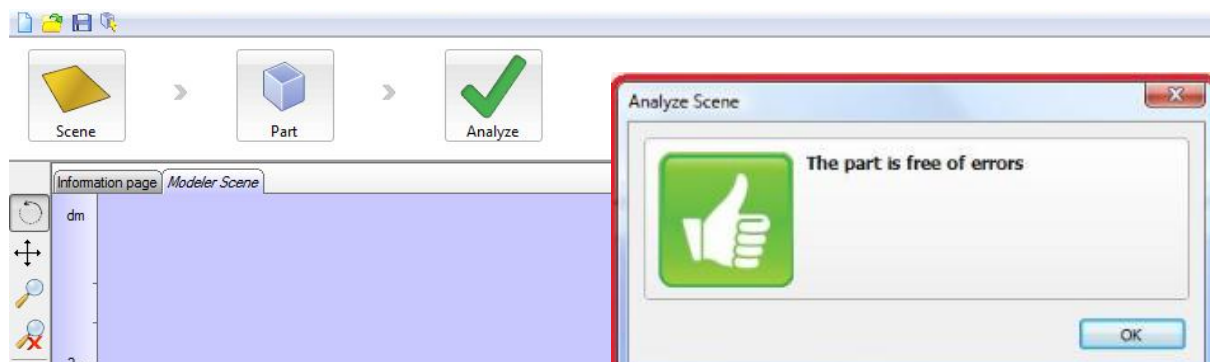 Scene
Part
Analyze
Analyze Scene
The part is free of errors
OK
Information page
Modeler Scene
dm